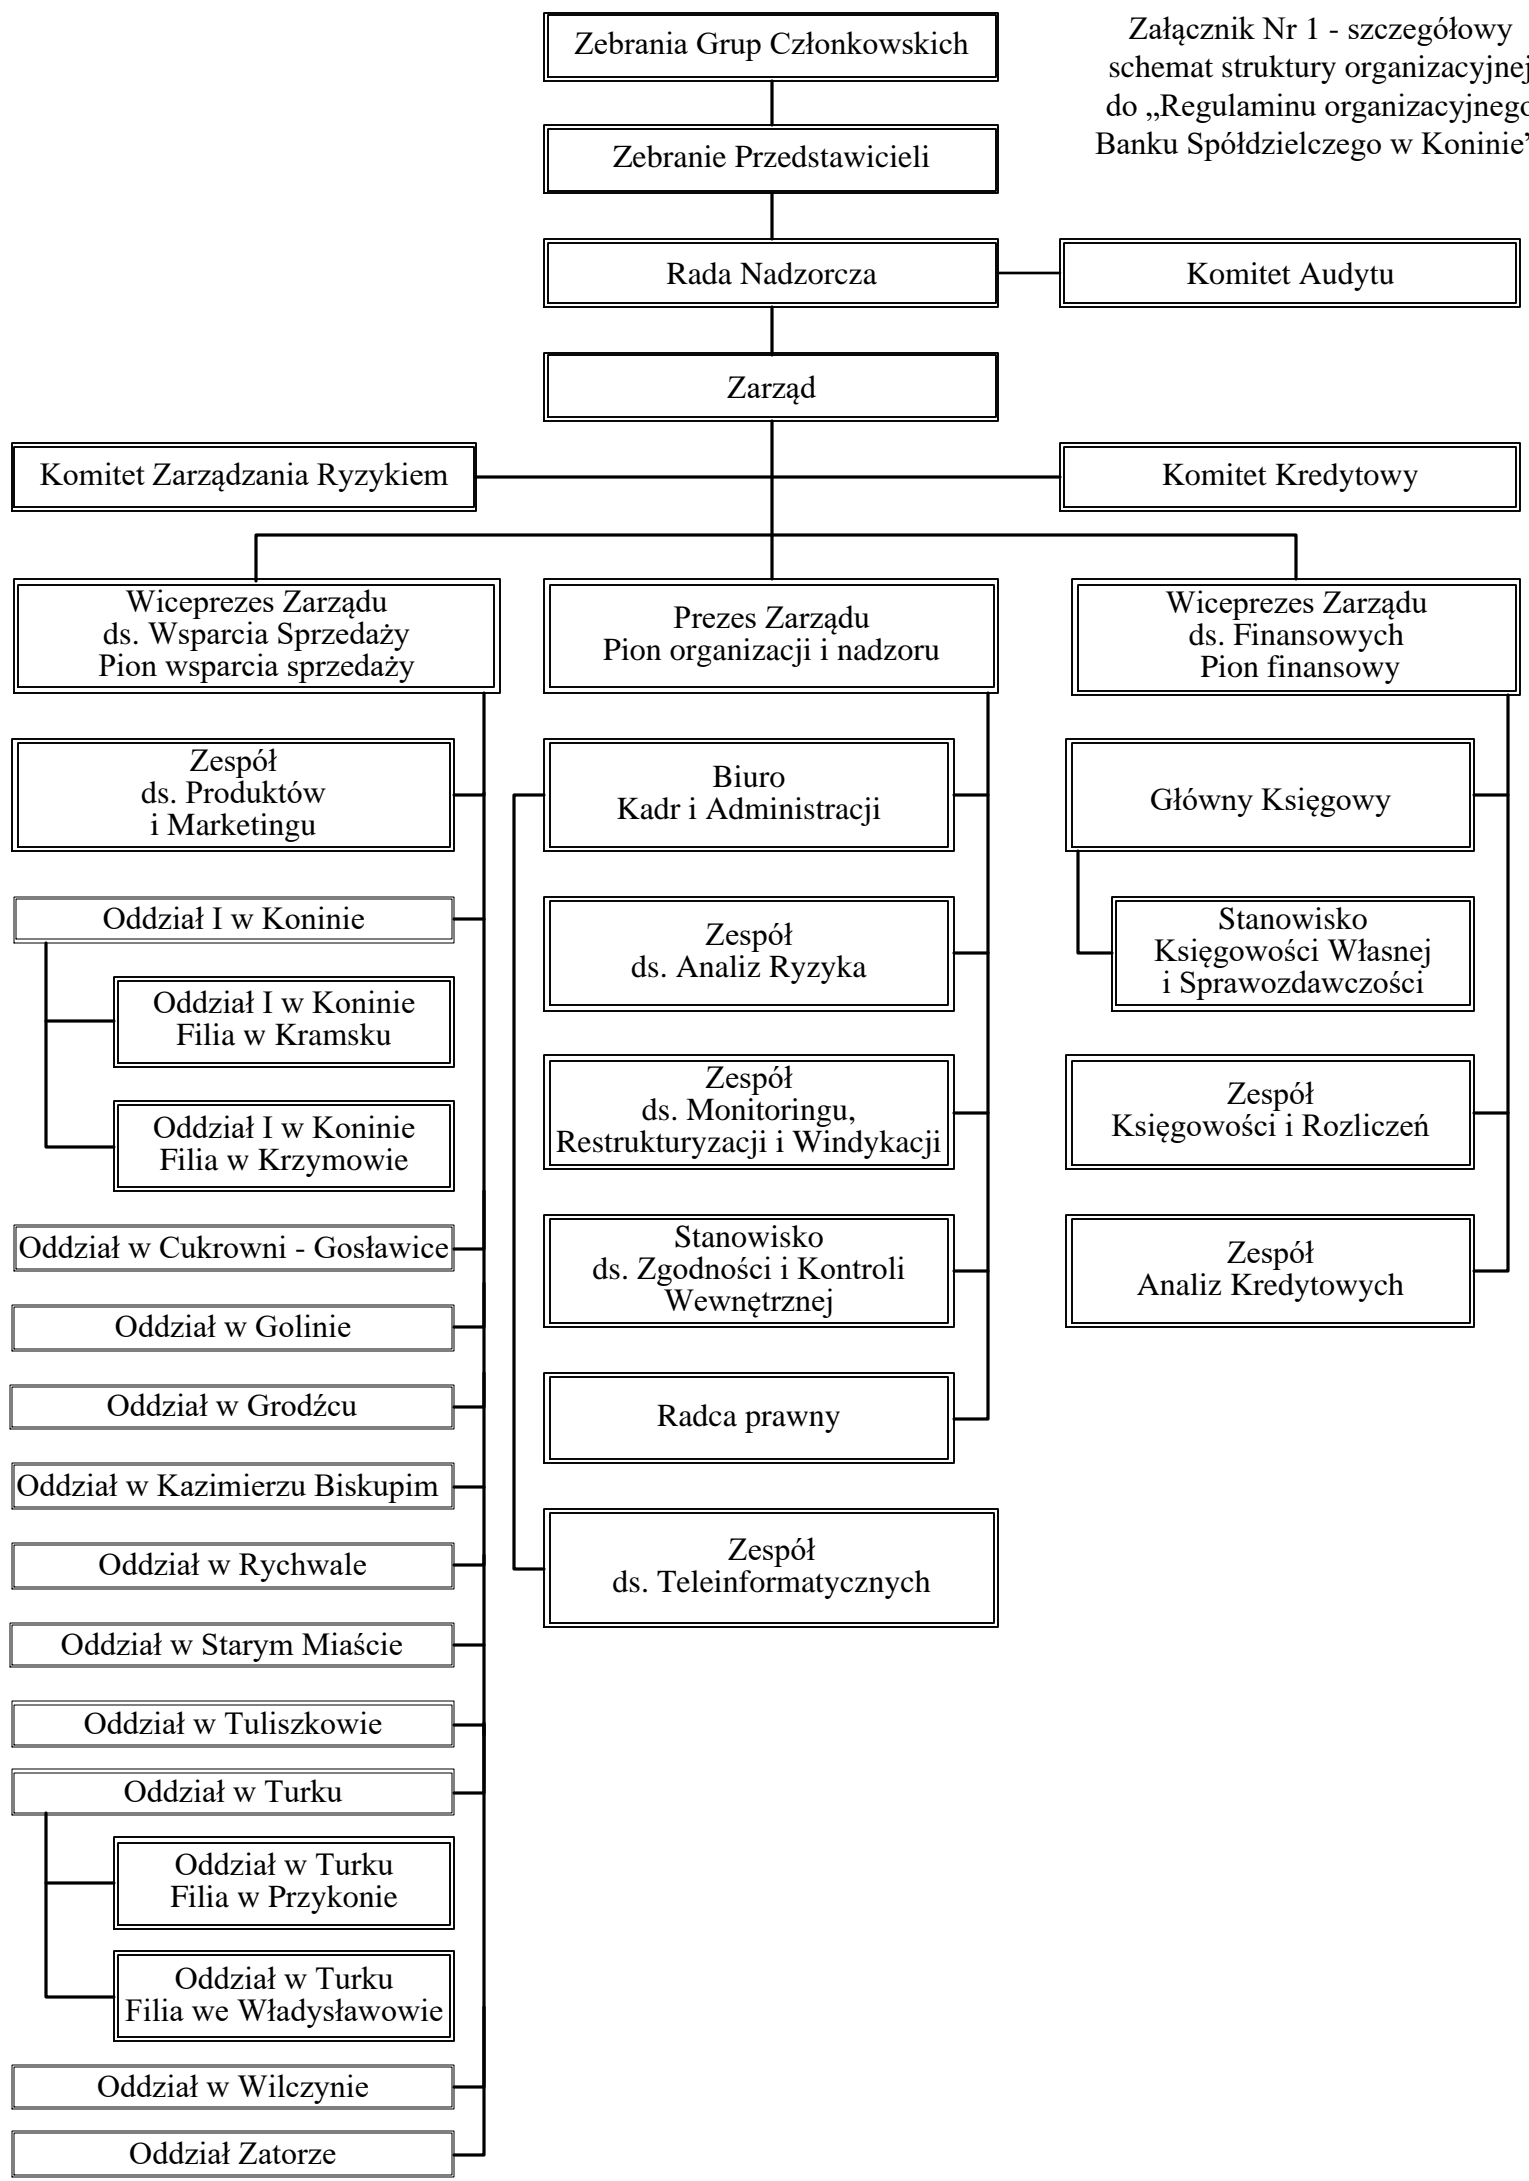 Zebrania Grup Członkowskich
Załącznik Nr 1 - szczegółowy
schemat struktury organizacyjnej
do „Regulaminu organizacyjnego
Banku Spółdzielczego w Koninie”
Zebranie Przedstawicieli
Rada Nadzorcza
Komitet Audytu
Zarząd
Komitet Zarządzania Ryzykiem
Komitet Kredytowy
Wiceprezes Zarządu
ds. Wsparcia Sprzedaży
Pion wsparcia sprzedaży
Prezes Zarządu
Pion organizacji i nadzoru
Wiceprezes Zarządu
ds. Finansowych
Pion finansowy
Zespół
ds. Produktów
i Marketingu
Oddział I w Koninie
Oddział I w Koninie
Filia w Kramsku
Oddział I w Koninie
Filia w Krzymowie
Oddział w Cukrowni - Gosławice
Oddział w Golinie
Oddział w Grodźcu
Oddział w Kazimierzu Biskupim
Oddział w Rychwale
Oddział w Starym Miaście
Oddział w Tuliszkowie
Oddział w Turku
Oddział w Turku
Filia w Przykonie
Oddział w Turku
Filia we Władysławowie
Oddział w Wilczynie
Oddział Zatorze
Biuro
Kadr i Administracji
Zespół
ds. Analiz Ryzyka
Zespół
ds. Monitoringu,
Restrukturyzacji i Windykacji
Stanowisko
ds. Zgodności i Kontroli
Wewnętrznej
Radca prawny
Zespół
ds. Teleinformatycznych
Główny Księgowy
Stanowisko
Księgowości Własnej
i Sprawozdawczości
Zespół
Księgowości i Rozliczeń
Zespół
Analiz Kredytowych